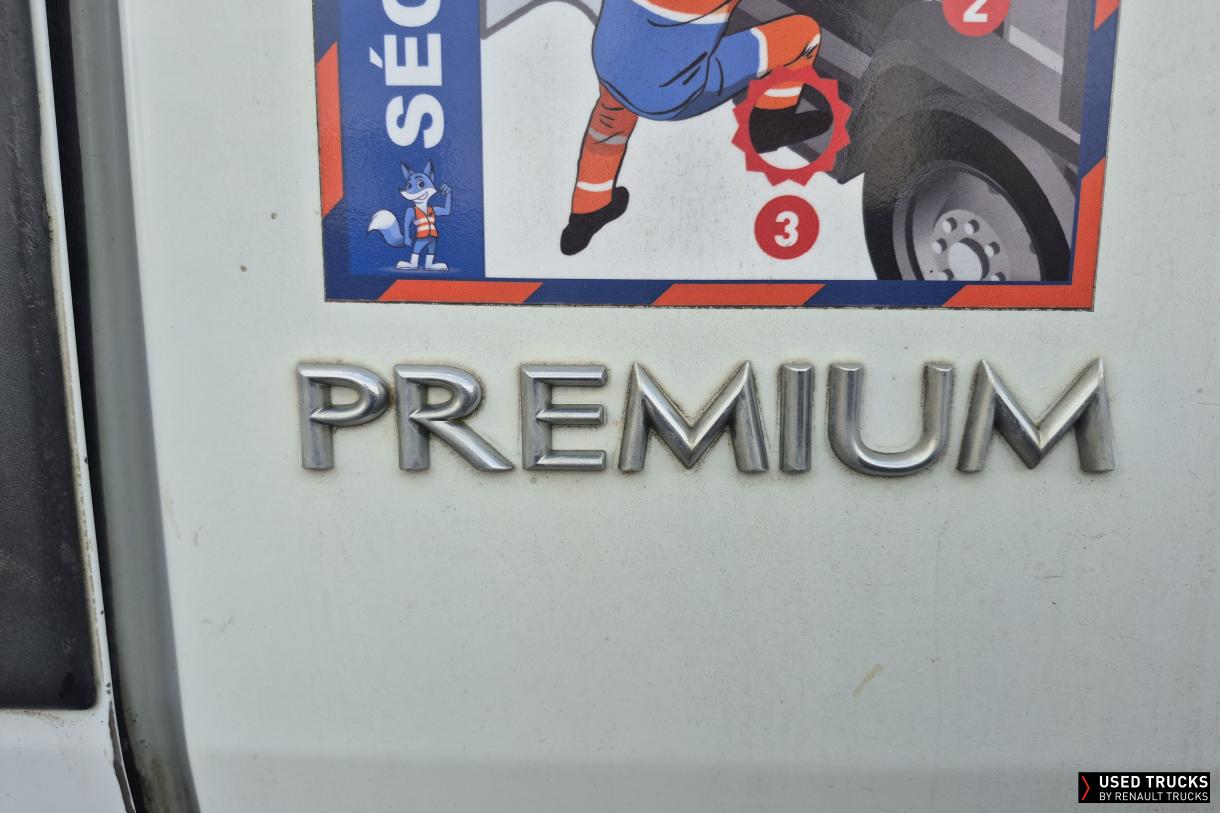 SÉC
2
3
PREMIUM
USED TRUCKS
BY RENAULT TRUCKS